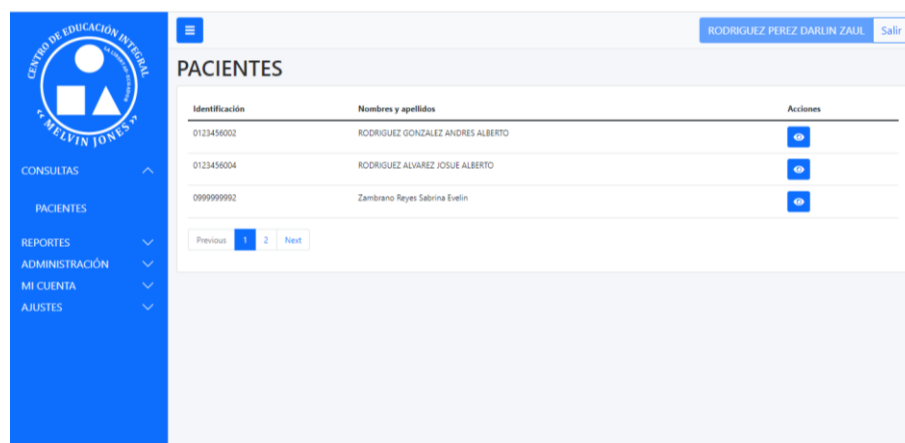 CENTRO DE EDUCACIÓN INTEGRAL
« MELVIN JONES »
RODRIGUEZ PEREZ DARLIN ZAUL Salir
PACIENTES
Identificación Nombres y apellidos Acciones
0123456002 RODRIGUEZ GONZALEZ ANDRES ALBERTO
0123456004 RODRIGUEZ ALVAREZ JOSUE ALBERTO
0999999992 Zambrano Reyes Sabrina Evelin
Previous 1 2 Next
CONSULTAS
PACIENTES
REPORTES
ADMINISTRACIÓN
MI CUENTA
AJUSTES